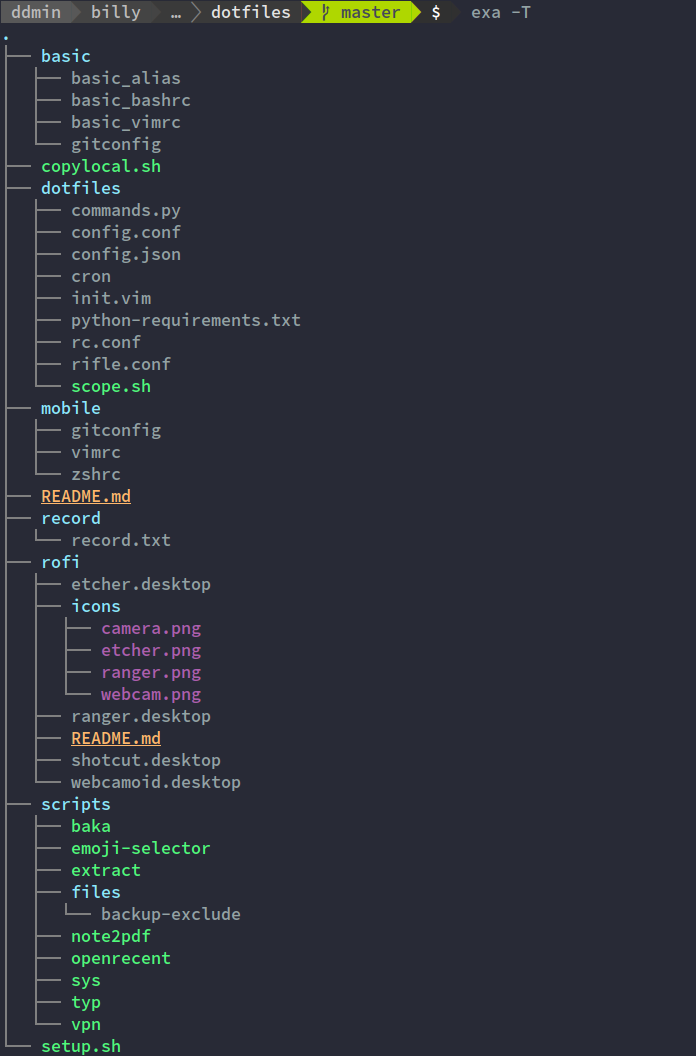 ddmin billy … dotfiles master $ exa -T
.
├── basic
│   ├── basic_alias
│   ├── basic_bashrc
│   ├── basic_vimrc
│   └── gitconfig
├── copylocal.sh
├── dotfiles
│   ├── commands.py
│   ├── config.conf
│   ├── config.json
│   ├── cron
│   ├── init.vim
│   ├── python-requirements.txt
│   ├── rc.conf
│   ├── rifle.conf
│   └── scope.sh
├── mobile
│   ├── gitconfig
│   ├── vimrc
│   └── zshrc
├── README.md
├── record
│   └── record.txt
├── rofi
│   ├── etcher.desktop
│   ├── icons
│   │  ├── camera.png
│   │  ├── etcher.png
│   │  ├── ranger.png
│   │  └── webcam.png
│   ├── ranger.desktop
│   ├── README.md
│   ├── shotcut.desktop
│   └── webcamoid.desktop
├── scripts
│   ├── baka
│   ├── emoji-selector
│   ├── extract
│   ├── files
│   │  └── backup-exclude
│   ├── note2pdf
│   ├── openrecent
│   ├── sys
│   ├── typ
│   └── vpn
└── setup.sh